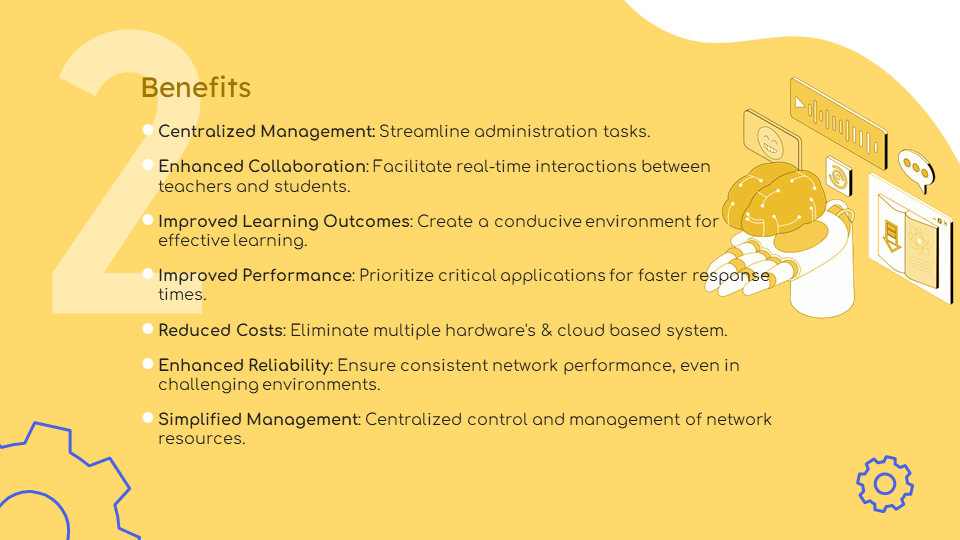 2
Benefits
Centralized Management: Streamline administration tasks.
Enhanced Collaboration: Facilitate real-time interactions between
teachers and students.
Improved Learning Outcomes: Create a conducive environment for
effective learning.
Improved Performance: Prioritize critical applications for faster response
times.
Reduced Costs: Eliminate multiple hardware's & cloud based system.
Enhanced Reliability: Ensure consistent network performance, even in
challenging environments.
Simplified Management: Centralized control and management of network
resources.